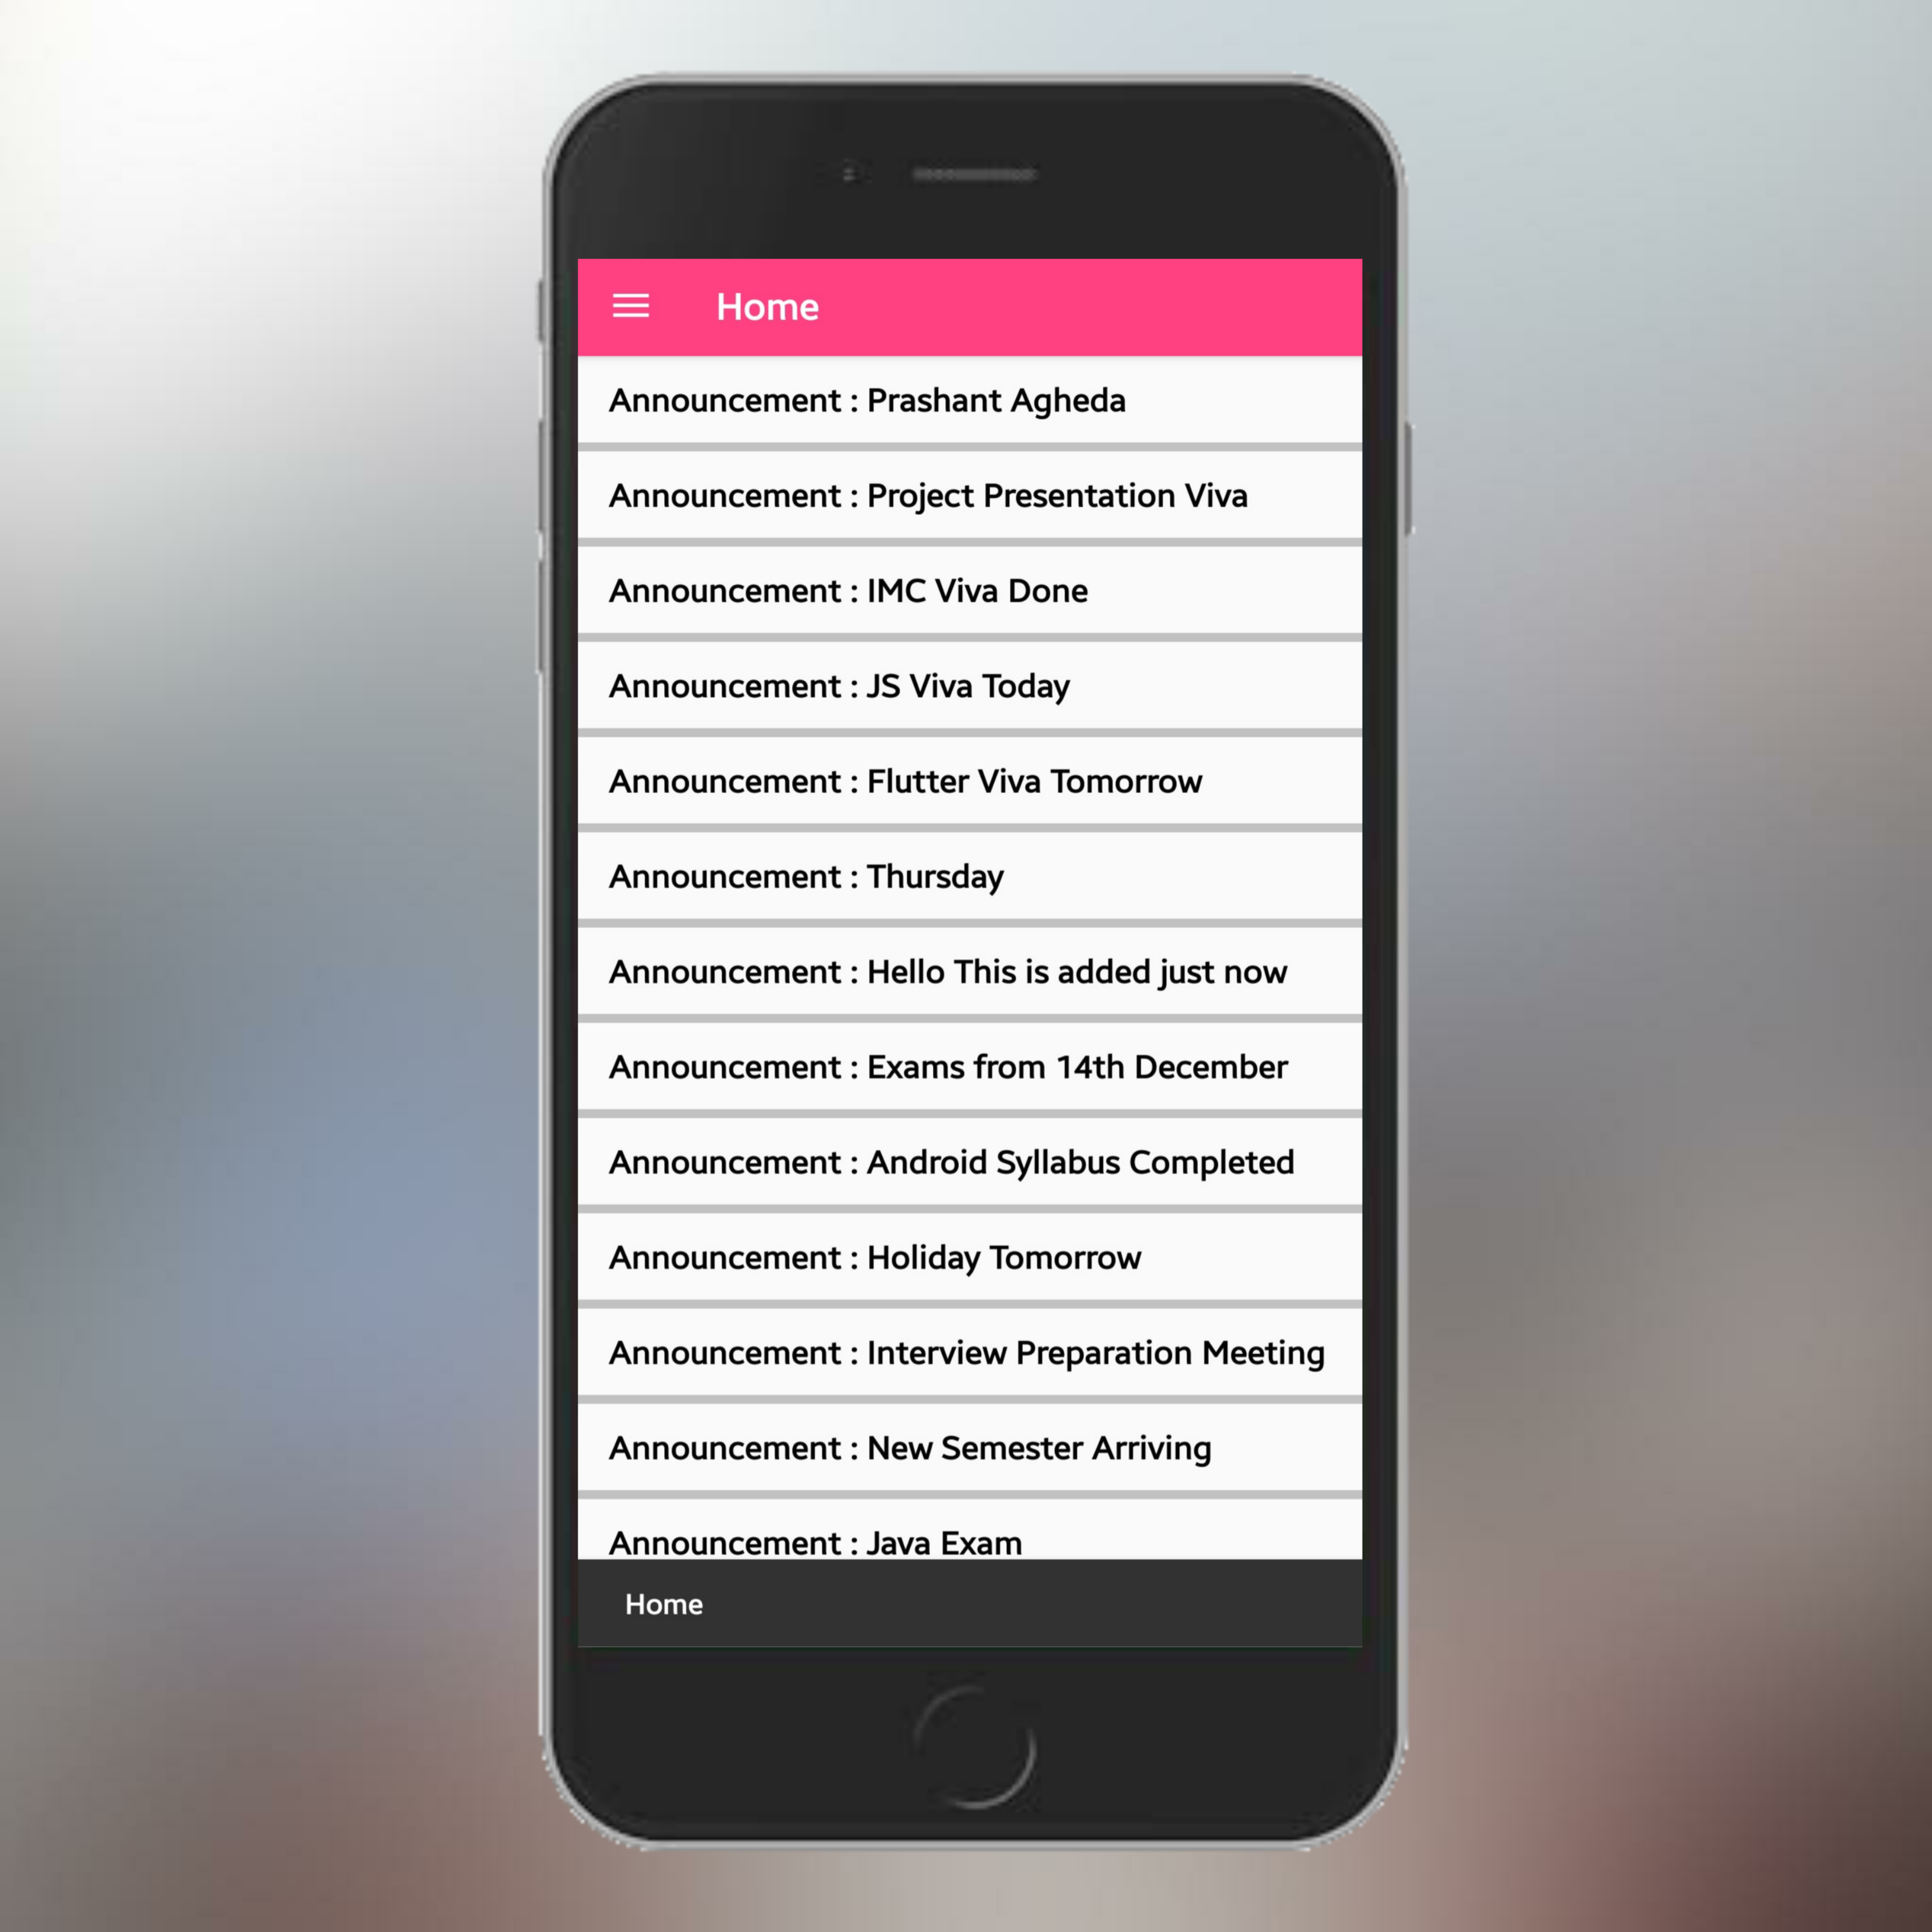 Home
Announcement : Prashant Agheda
Announcement : Project Presentation Viva
Announcement : IMC Viva Done
Announcement : JS Viva Today
Announcement : Flutter Viva Tomorrow
Announcement : Thursday
Announcement : Hello This is added just now
Announcement : Exams from 14th December
Announcement : Android Syllabus Completed
Announcement : Holiday Tomorrow
Announcement : Interview Preparation Meeting
Announcement : New Semester Arriving
Announcement : Java Exam
Home